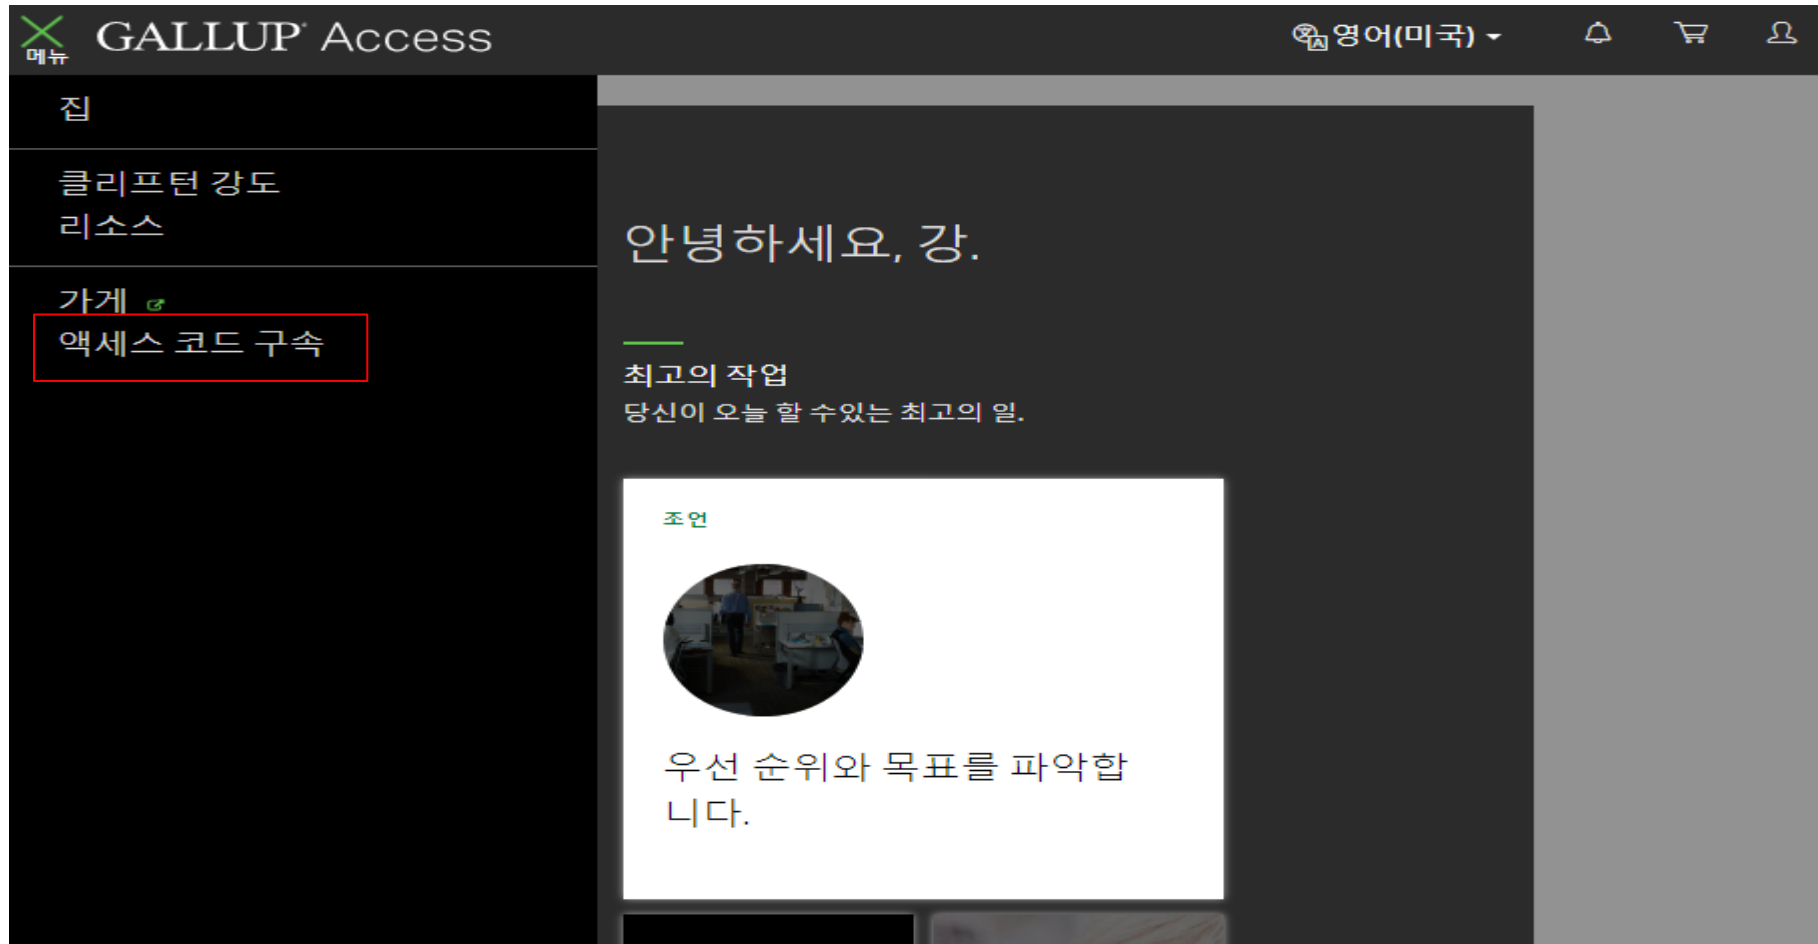 메뉴
GALLUP® Access
영어(미국)
집
클리프턴 강도
리소스
가게
액세스 코드 구속
안녕하세요, 강.
최고의 작업
당신이 오늘 할 수있는 최고의 일.
조언
우선 순위와 목표를 파악합
니다.